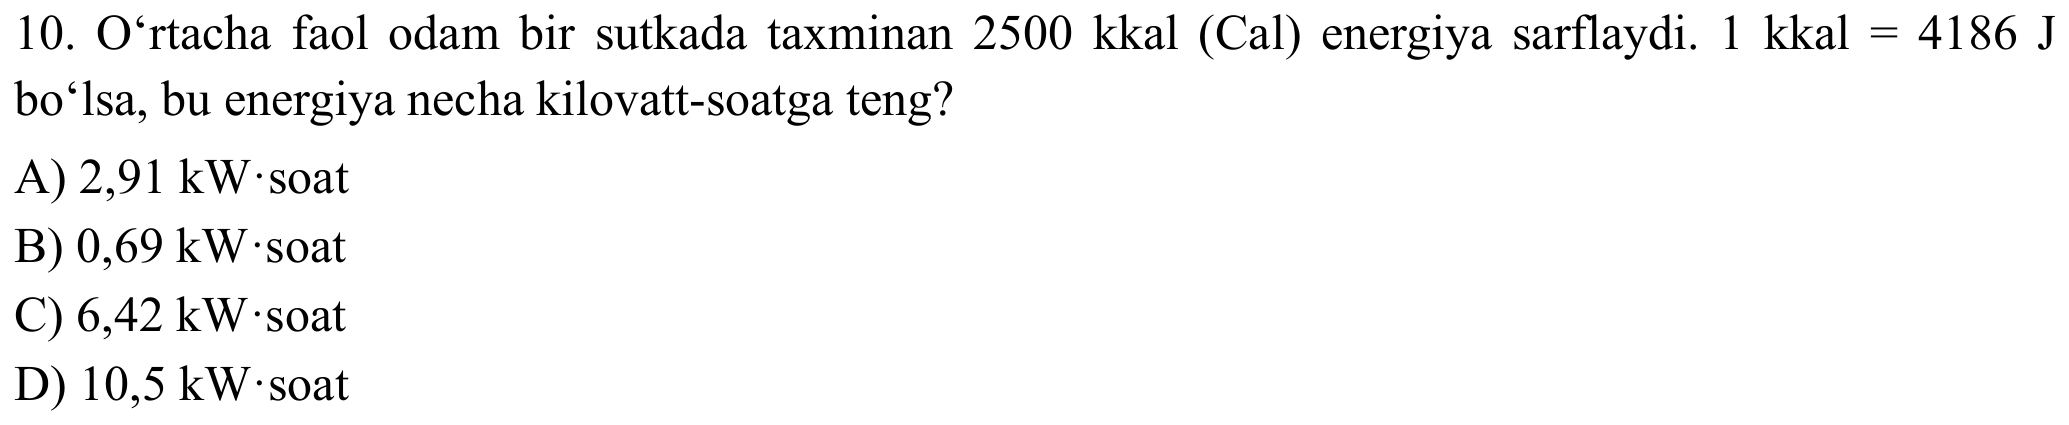 10. O‘rtacha faol odam bir sutkada taxminan 2500 kkal (Cal) energiya sarflaydi. 1 kkal = 4186 J
bo‘lsa, bu energiya necha kilovatt-soatga teng?
A) 2,91 kW·soat
B) 0,69 kW·soat
C) 6,42 kW·soat
D) 10,5 kW·soat